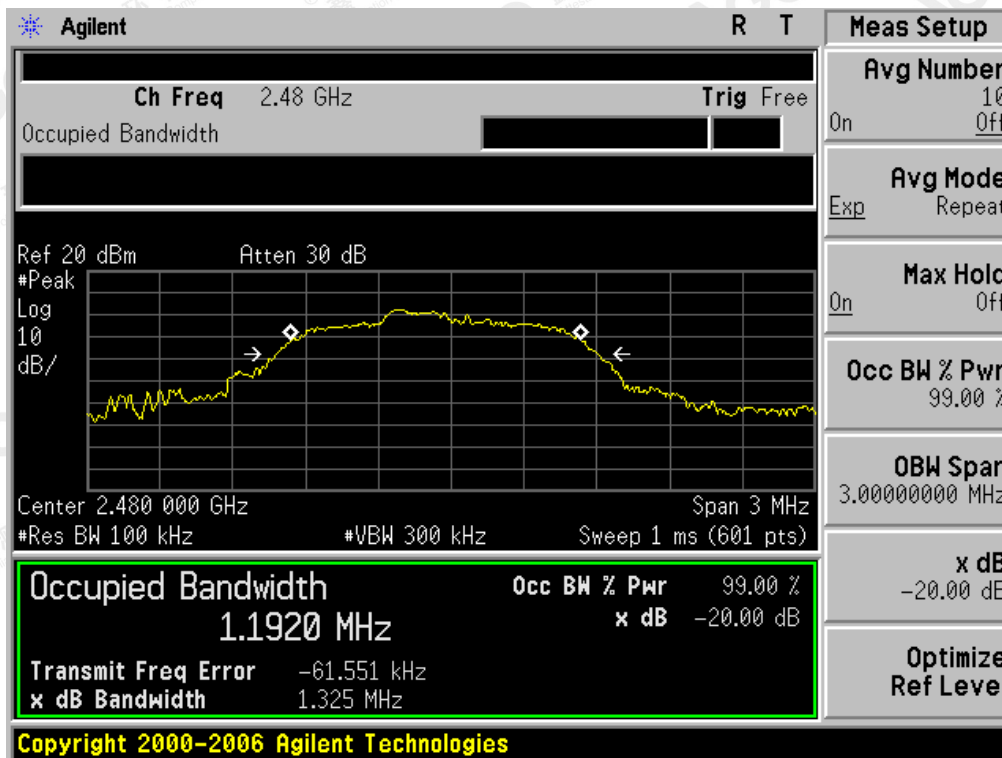 Agilent R T Meas Setup
Avg Number
10
On Off
Ch Freq 2.48 GHz Trig Free
Occupied Bandwidth
Avg Mode
Exp Repeat
Ref 20 dBm Atten 30 dB
#Peak
Log
10
dB/
Max Hold
On Off
Occ BW % Pwr
99.00 %
OBW Span
3.00000000 MHz
Center 2.480 000 GHz Span 3 MHz
#Res BW 100 kHz #VBW 300 kHz Sweep 1 ms (601 pts)
x dB
-20.00 dB
Optimize
Ref Level
Occupied Bandwidth
1.1920 MHz
Occ BW % Pwr 99.00 %
x dB -20.00 dB
Transmit Freq Error -61.551 kHz
x dB Bandwidth 1.325 MHz
Copyright 2000-2006 Agilent Technologies